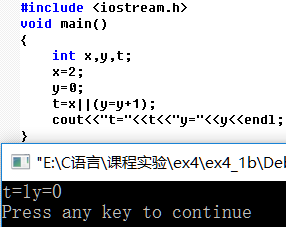 #include <iostream.h>
void main()
{
int x,y,t;
x=2;
y=0;
t=x||(y=y+1);
cout<<"t="<<t<<"y="<<y<<endl;
}
"E:\C语言\课程实验\ex4\ex4_1b\Del
t=1y=0
Press any key to continue